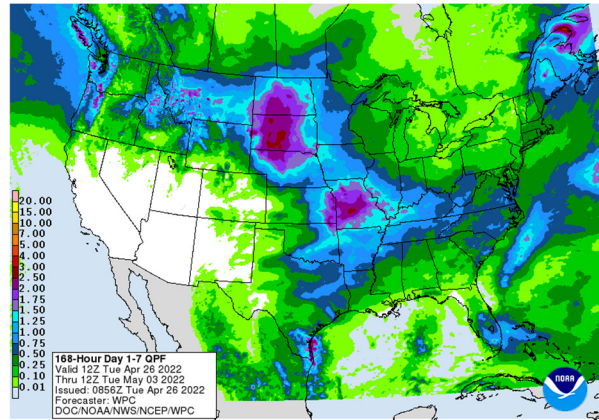 20.00
15.00
10.00
7.00
5.00
4.00
3.00
2.50
2.00
1.75
1.50
1.25
1.00
0.75
0.50
0.25
0.10
0.01
168-Hour Day 1-7 QPF
Valid 12Z Tue Apr 26 2022
Thru 12Z Tue May 03 2022
Issued: 0856Z Tue Apr 26 2022
Forecaster: WPC
DOC/NOAA/NWS/NCEP/WPC
NOAA